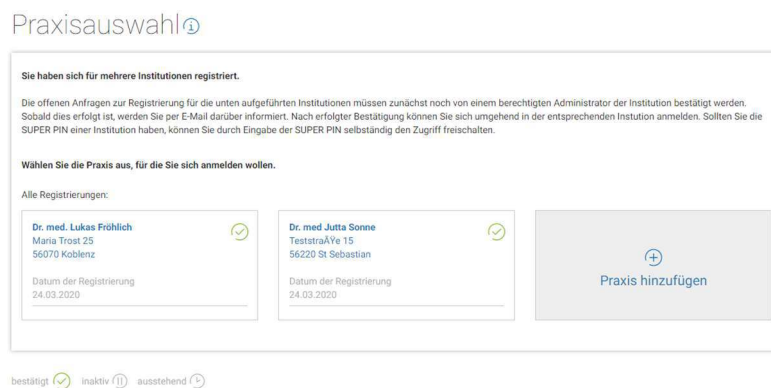 Praxisauswahl
Sie haben sich für mehrere Institutionen registriert.
Die offenen Anfragen zur Registrierung für die unten aufgeführten Institutionen müssen zunächst noch von einem berechtigten Administrator der Institution bestätigt werden.
Sobald dies erfolgt ist, werden Sie per E-Mail darüber informiert. Nach erfolgter Bestätigung können Sie sich umgehend in der entsprechenden Instution anmelden. Sollten Sie die
SUPER PIN einer Institution haben, können Sie durch Eingabe der SUPER PIN selbständig den Zugriff freischalten.
Wählen Sie die Praxis aus, für die Sie sich anmelden wollen.
Alle Registrierungen:
Dr. med. Lukas Fröhlich
Maria Trost 25
56070 Koblenz
Datum der Registrierung
24.03.2020
Dr. med Jutta Sonne
TeststraÃŸe 15
56220 St Sebastian
Datum der Registrierung
24.03.2020
Praxis hinzufügen
bestätigt inaktiv ausstehend